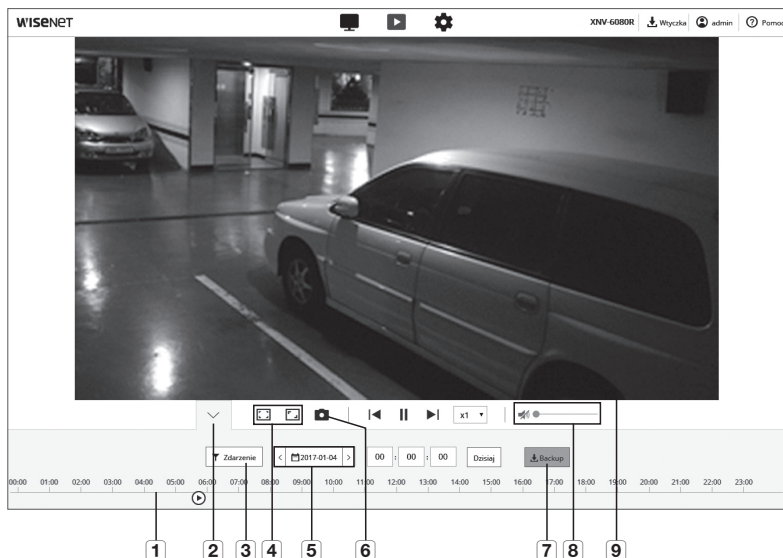 WISENET
XNV-6080R Wtyczka admin Pomoc
x1
Zdarzenie 2017-01-04 00 : 00 : 00 Dzisiaj Backup
00:00 01:00 02:00 03:00 04:00 05:00 06:00 07:00 08:00 09:00 10:00 11:00 12:00 13:00 14:00 15:00 16:00 17:00 18:00 19:00 20:00 21:00 22:00 23:00
1 2 3 4 5 6 7 8 9